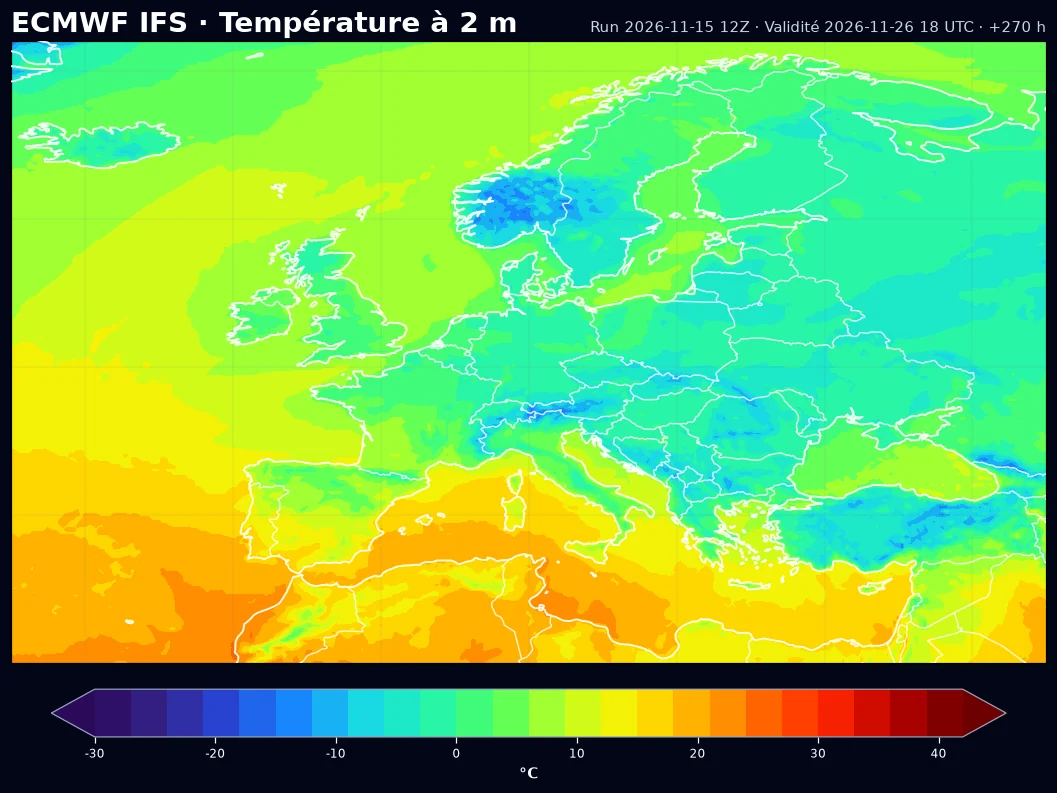 ECMWF IFS · Température à 2 m
Run 2026-11-15 12Z · Validité 2026-11-26 18 UTC · +270 h
-30 -20 -10 0 10 20 30 40
°C